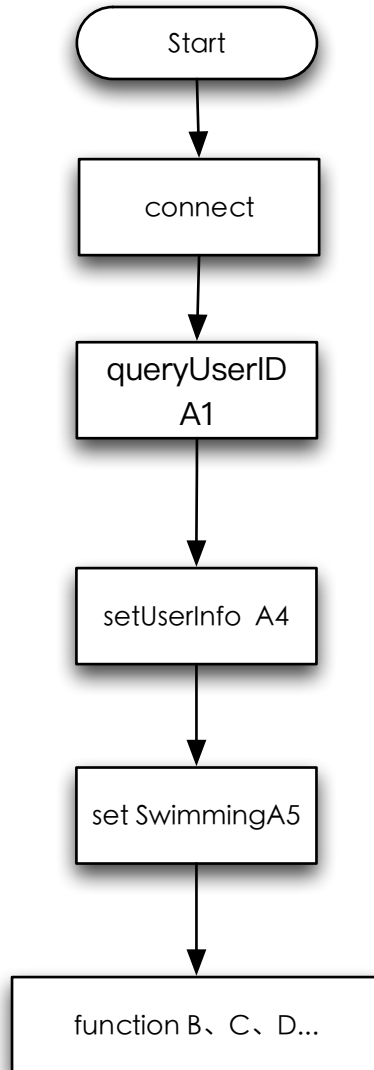 Start
connect
queryUserID
A1
setUserInfo A4
set SwimmingA5
function B、C、D...